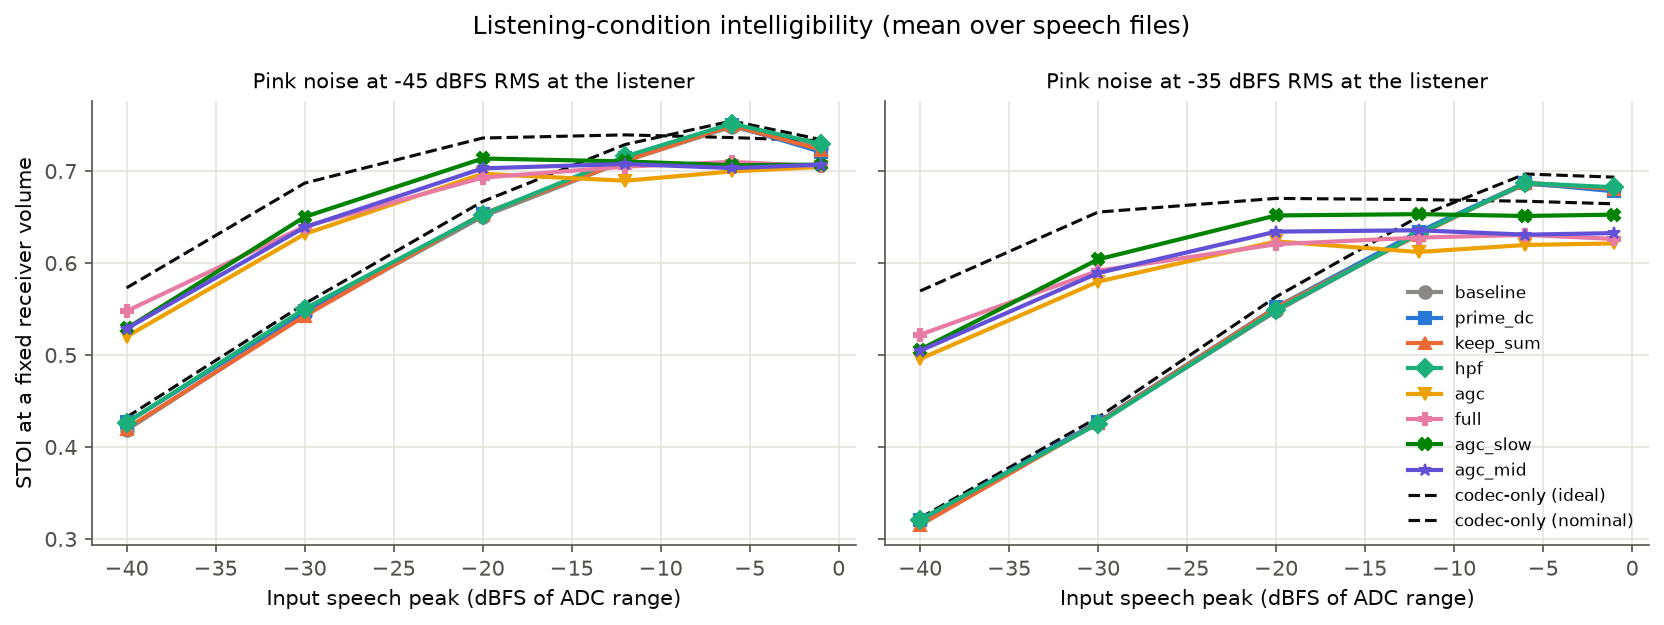 Listening-condition intelligibility (mean over speech files)
Pink noise at -45 dBFS RMS at the listener
STOI at a fixed receiver volume
0.7
0.6
0.5
0.4
0.3
−40 −35 −30 −25 −20 −15 −10 −5 0
Input speech peak (dBFS of ADC range)
Pink noise at -35 dBFS RMS at the listener
baseline
prime_dc
keep_sum
hpf
agc
full
agc_slow
agc_mid
codec-only (ideal)
codec-only (nominal)
−40 −35 −30 −25 −20 −15 −10 −5 0
Input speech peak (dBFS of ADC range)